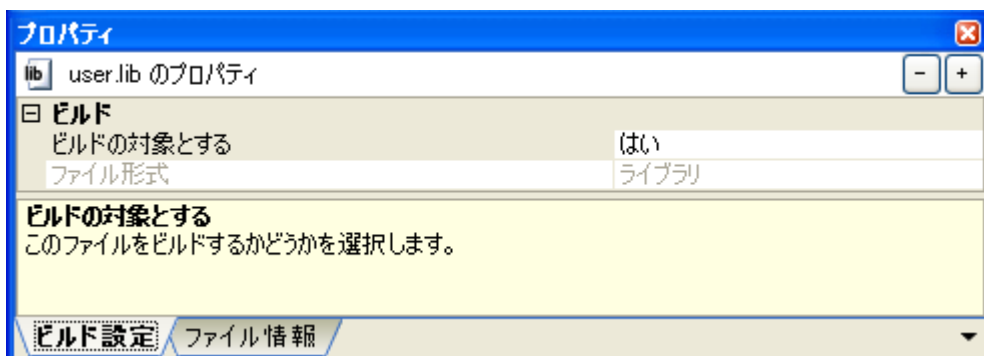 プロパティ
lib user.lib のプロパティ
ビルド
ビルドの対象とする はい
ファイル形式 ライブラリ
ビルドの対象とする
このファイルをビルドするかどうかを選択します。
ビルド設定 ファイル情報